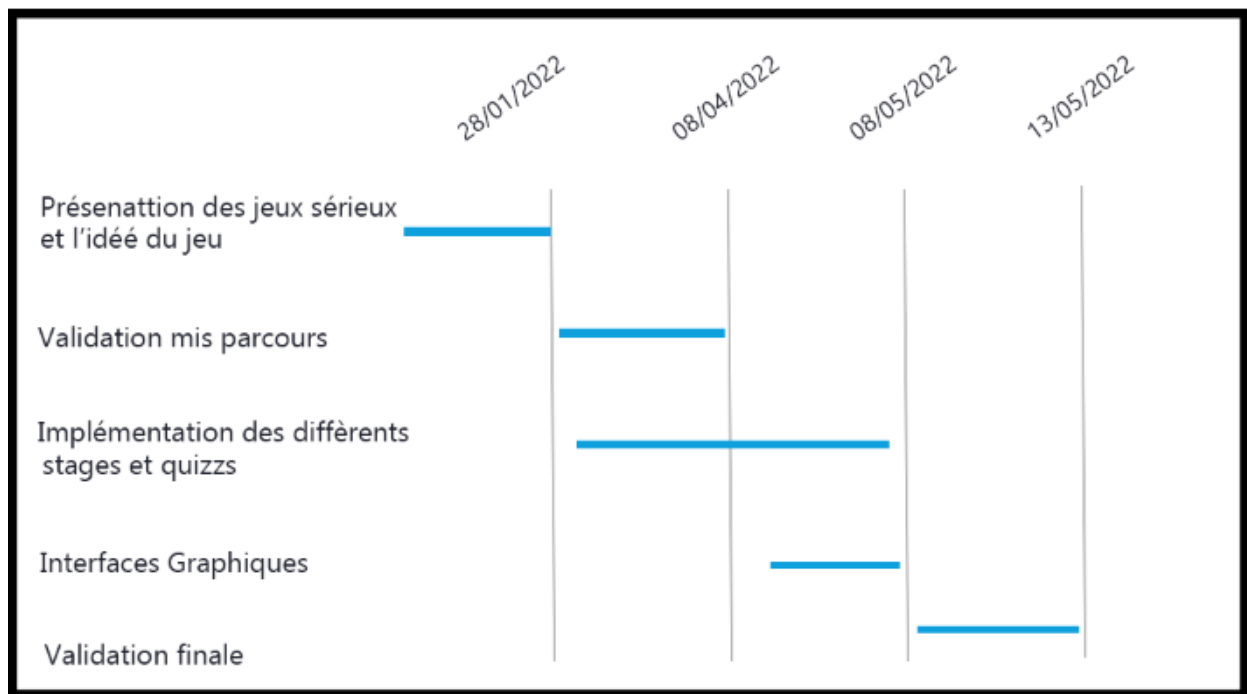 28/01/2022
08/04/2022
08/05/2022
13/05/2022
Présenattion des jeux sérieux
et l'idéé du jeu
Validation mis parcours
Implémentation des diffèrents
stages et quizzs
Interfaces Graphiques
Validation finale